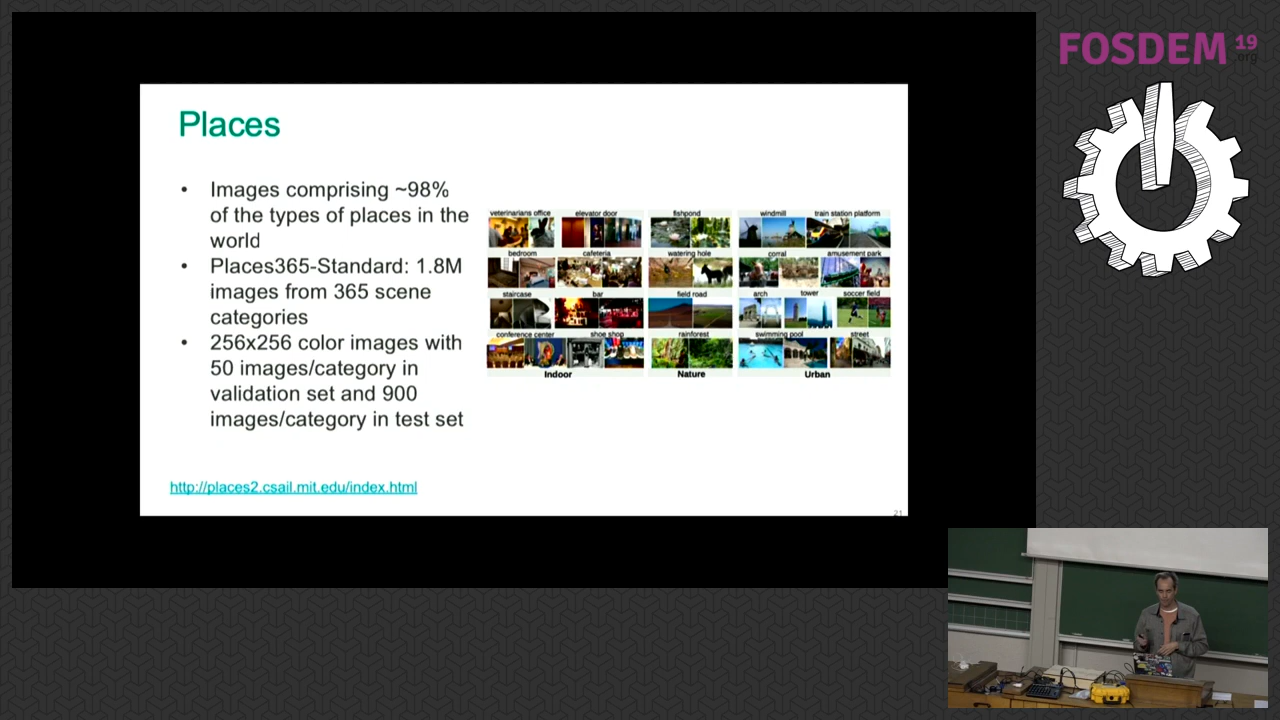 FOSDEM 19
.org
Places
• Images comprising ~98%
of the types of places in the
world
• Places365-Standard: 1.8M
images from 365 scene
categories
• 256x256 color images with
50 images/category in
validation set and 900
images/category in test set
veterinarians office elevator door fishpond windmill train station platform
bedroom cafeteria watering hole corral amusement park
staircase bar field road arch tower soccer field
conference center shoe shop rainforest swimming pool street
Indoor Nature Urban
http://places2.csail.mit.edu/index.html
21